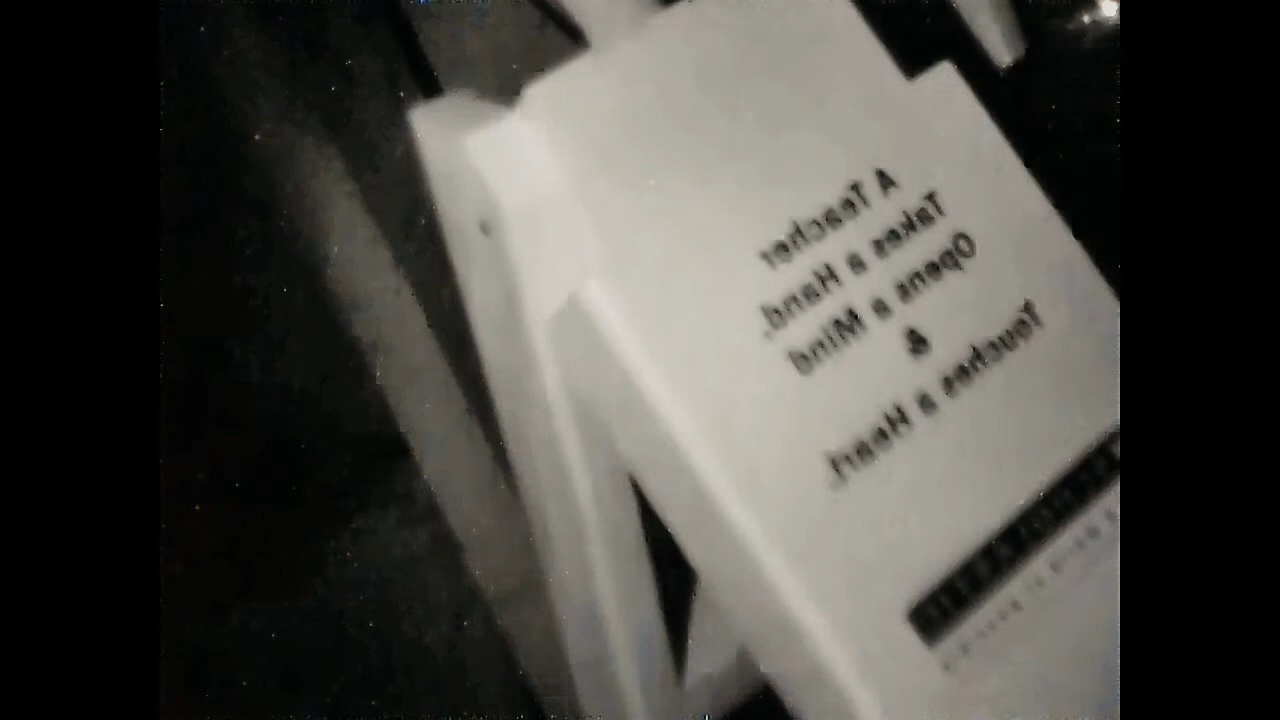 A Teacher
Takes a Hand,
Opens a Mind
&
Touches a Heart,